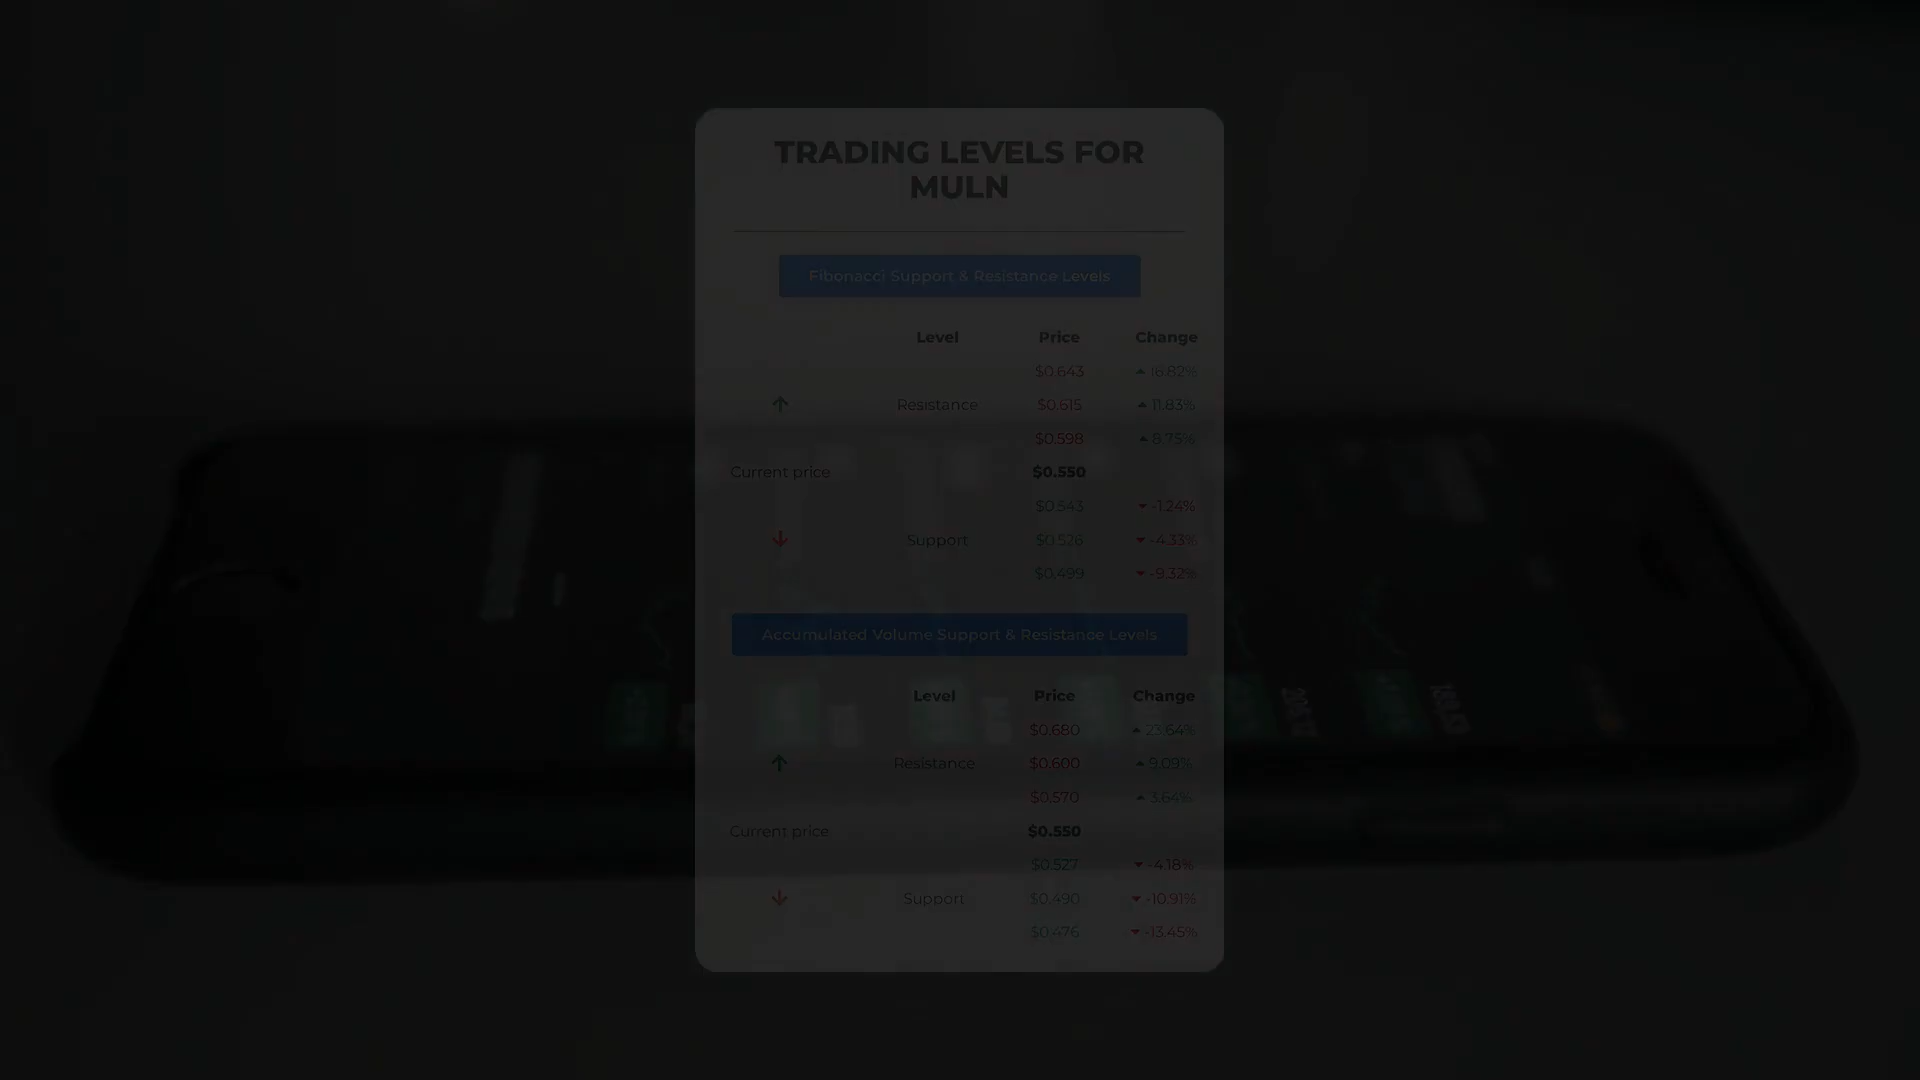 TRADING LEVELS FOR
MULN
Fibonacci Support & Resistance Levels
Level Price Change
$0.643 16.82%
Resistance $0.615 11.83%
$0.598 8.75%
Current price $0.550
$0.543 -1.24%
Support $0.526 -4.33%
$0.499 -9.32%
Accumulated Volume Support & Resistance Levels
Level Price Change
$0.680 23.64%
Resistance $0.600 9.09%
$0.570 3.64%
Current price $0.550
$0.527 -4.18%
Support $0.490 -10.91%
$0.476 -13.45%